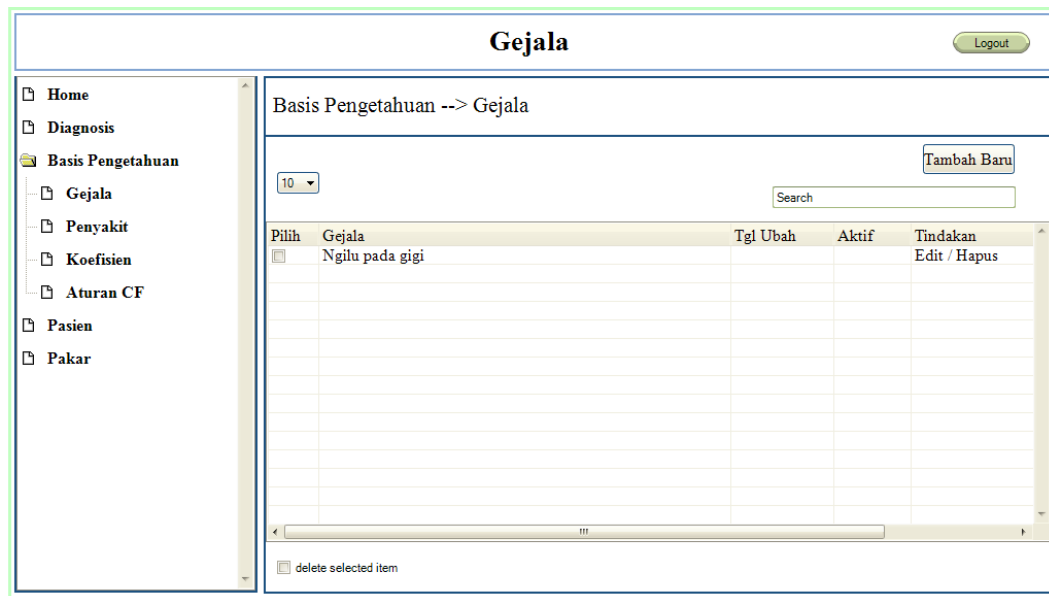 Gejala
Logout
Home
Diagnosis
Basis Pengetahuan
Gejala
Penyakit
Koefisien
Aturan CF
Pasien
Pakar
Basis Pengetahuan --> Gejala
Tambah Baru
10
Search
Pilih Gejala Tgl Ubah Aktif Tindakan
Ngilu pada gigi Edit / Hapus
delete selected item